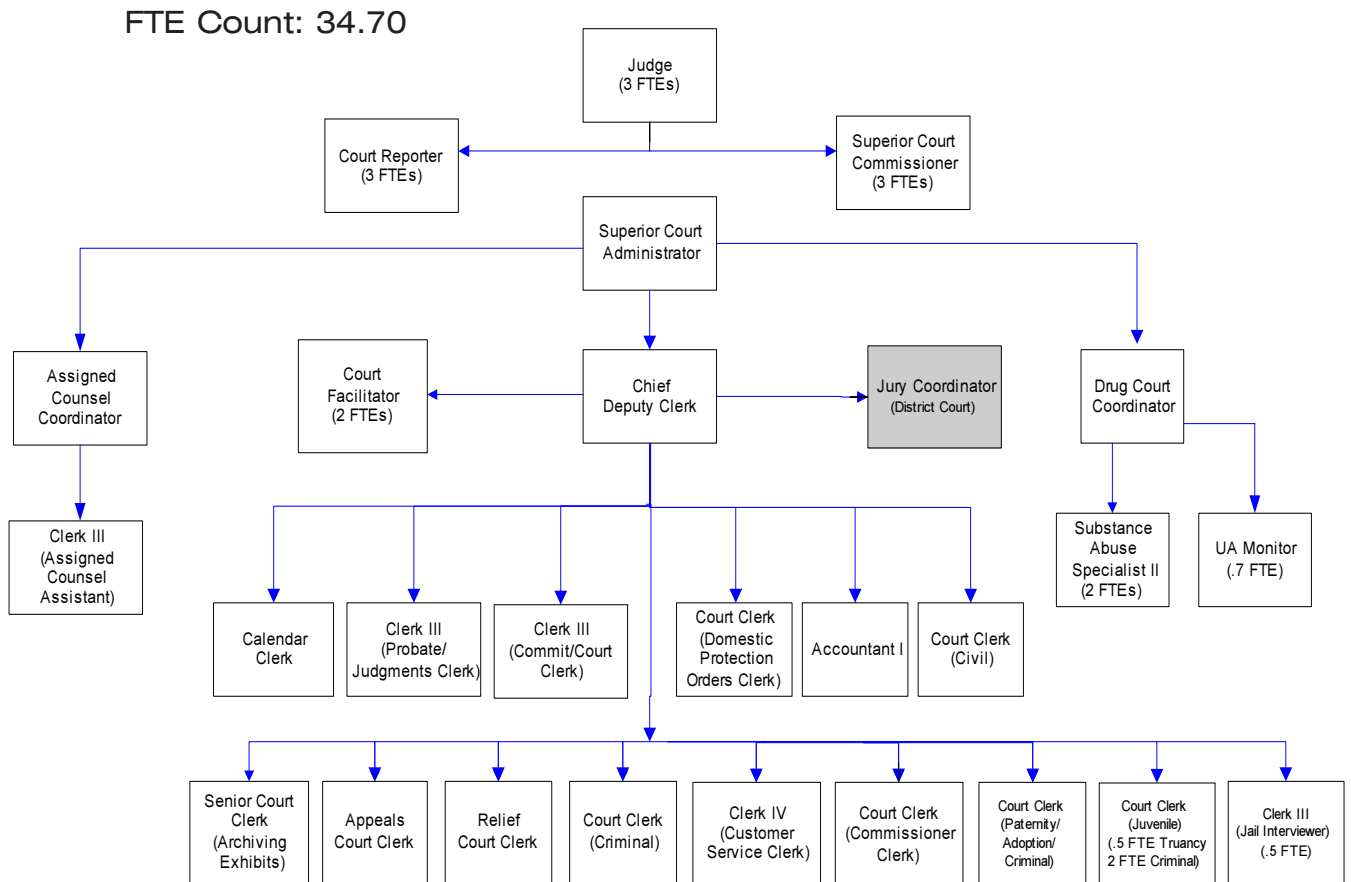 FTE Count: 34.70
Judge
(3 FTEs)
Court Reporter
(3 FTEs)
Superior Court
Commissioner
(3 FTEs)
Superior Court
Administrator
Assigned
Counsel
Coordinator
Court
Facilitator
(2 FTEs)
Chief
Deputy Clerk
Jury Coordinator
(District Court)
Drug Court
Coordinator
Clerk III
(Assigned
Counsel
Assistant)
Substance
Abuse
Specialist II
(2 FTEs)
UA Monitor
(.7 FTE)
Calendar
Clerk
Clerk III
(Probate/
Judgments Clerk)
Clerk III
(Commit/Court
Clerk)
Court Clerk
(Domestic
Protection
Orders Clerk)
Accountant I
Court Clerk
(Civil)
Senior Court
Clerk
(Archiving
Exhibits)
Appeals
Court Clerk
Relief
Court Clerk
Court Clerk
(Criminal)
Clerk IV
(Customer
Service Clerk)
Court Clerk
(Commissioner
Clerk)
Court Clerk
(Paternity/
Adoption/
Criminal)
Court Clerk
(Juvenile)
(.5 FTE Truancy
2 FTE Criminal)
Clerk III
(Jail Interviewer)
(.5 FTE)